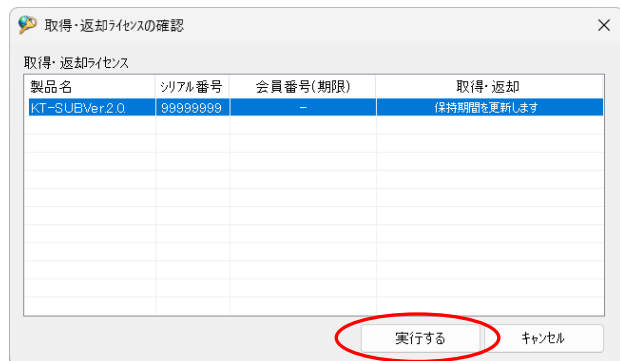 取得・返却ライセンスの確認
取得・返却ライセンス
製品名 シリアル番号 会員番号(期限) 取得・返却
KT-SUBVer.2.0. 99999999 － 保持期間を更新します
実行する キャンセル